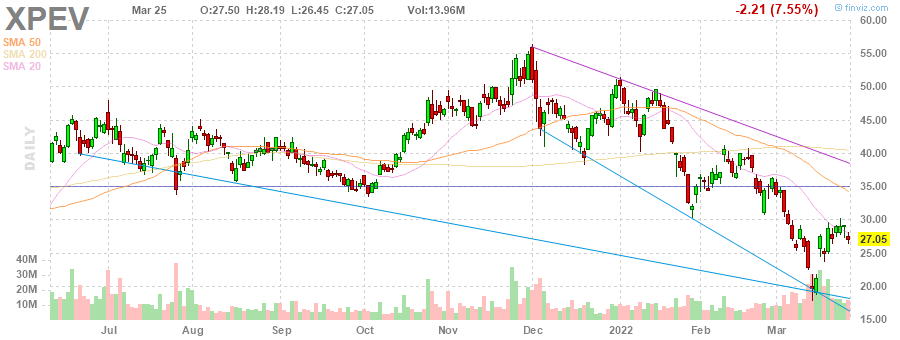 XPEV
Mar 25 O:27.50 H:28.19 L:26.45 C:27.05 Vol:13.96M -2.21 (7.55%)
© finviz.com
SMA 50
SMA 200
SMA 20
DAILY
60.00
55.00
50.00
45.00
40.00
35.00
30.00
27.05
25.00
20.00
15.00
40M
30M
20M
10M
Jul Aug Sep Oct Nov Dec 2022 Feb Mar